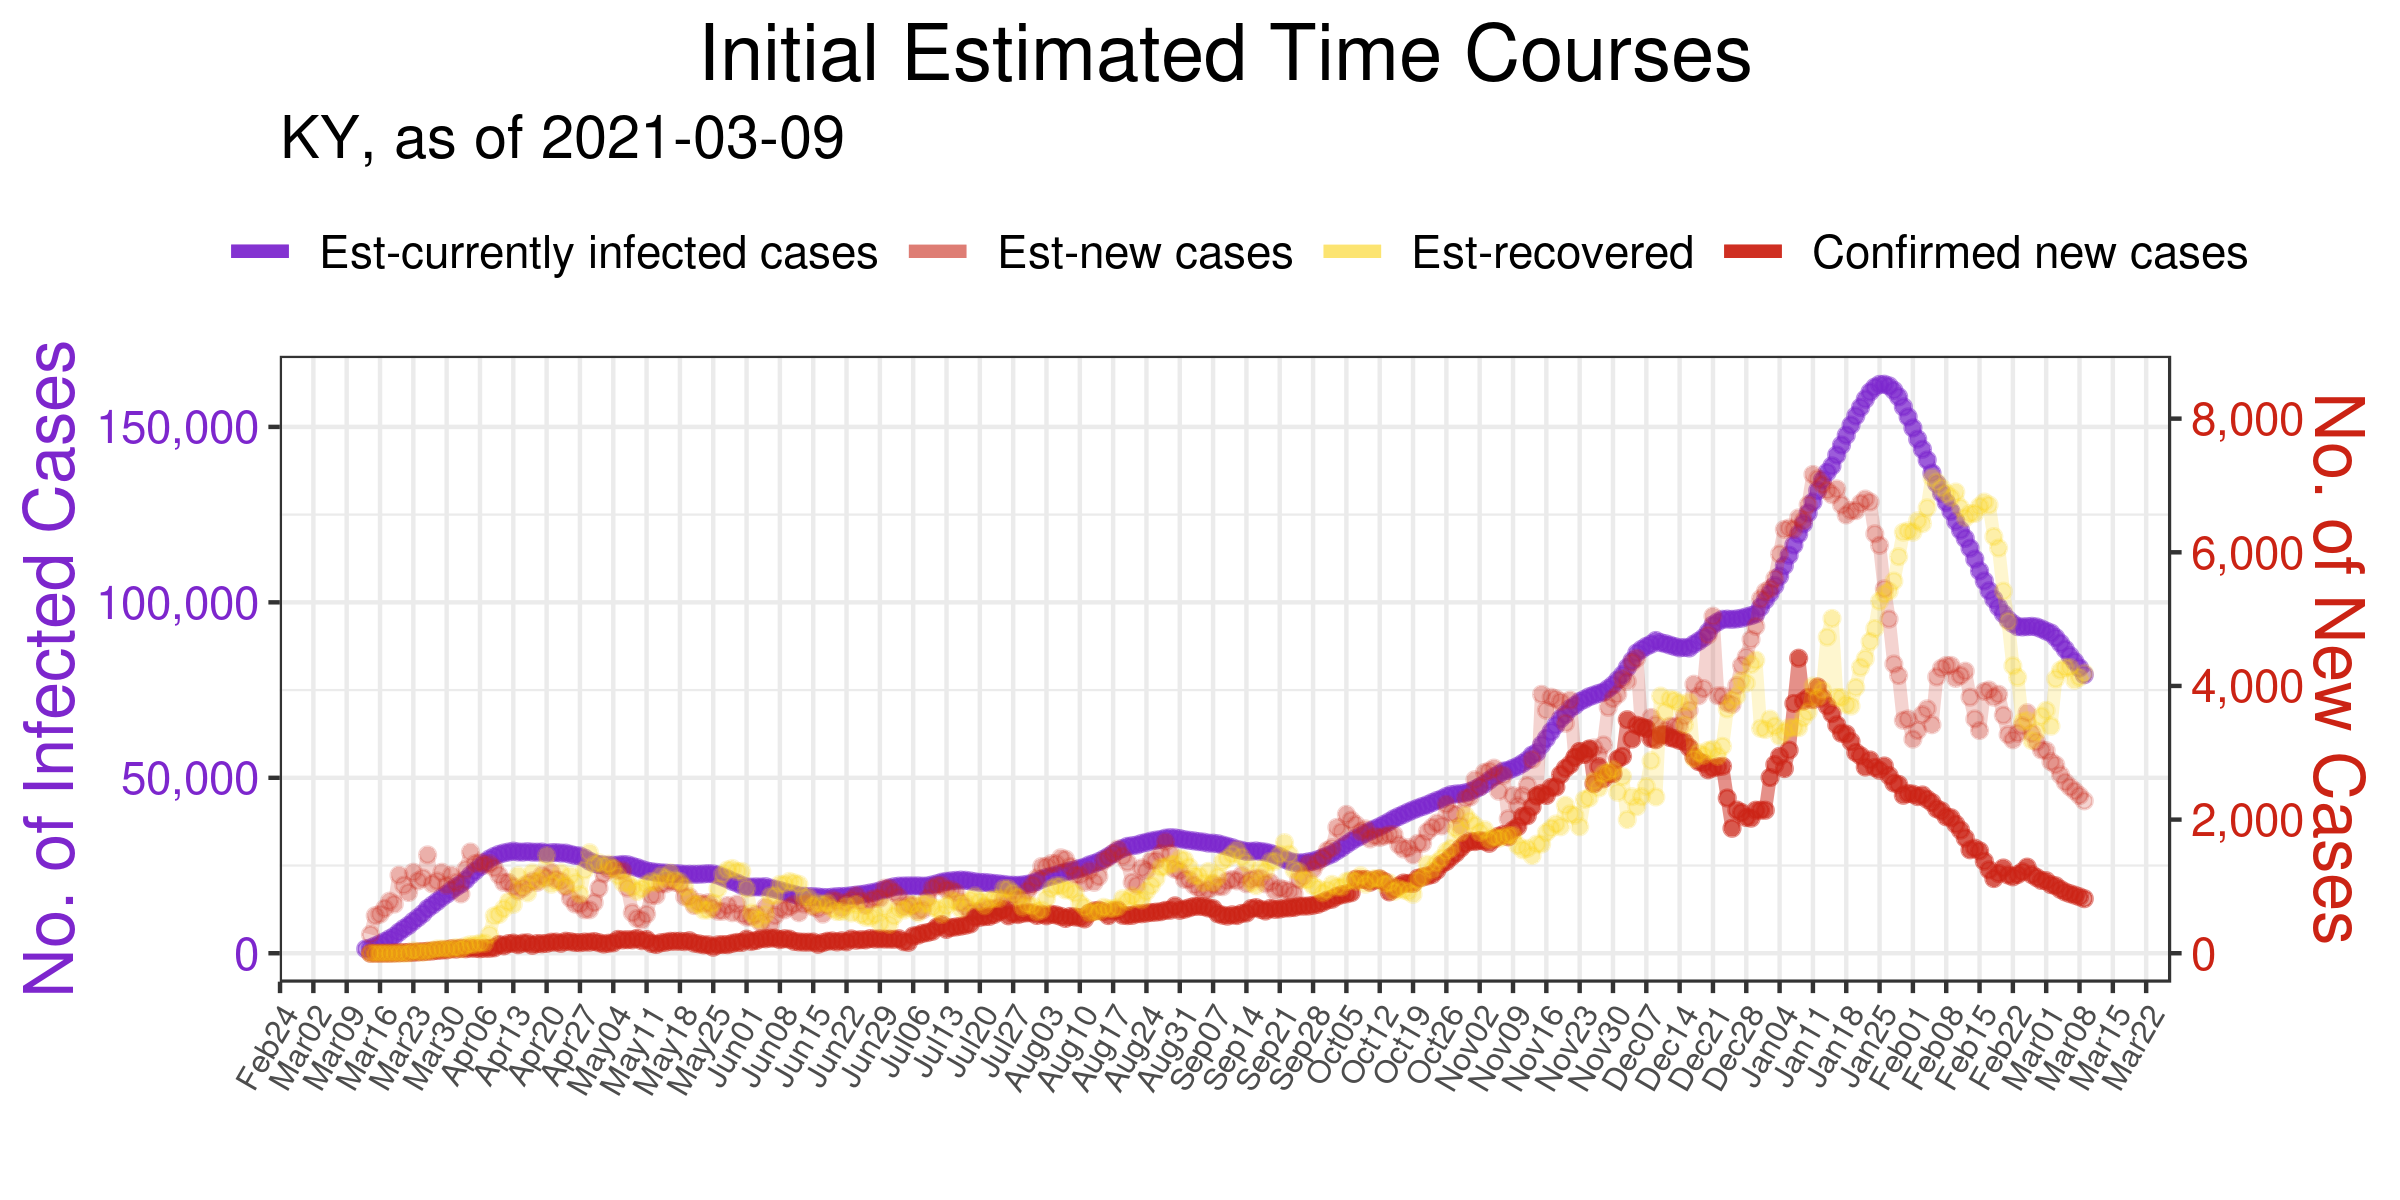 Initial Estimated Time Courses
KY, as of 2021-03-09
Est-currently infected cases
Est-new cases
Est-recovered
Confirmed new cases
No. of Infected Cases
150,000
100,000
50,000
0
8,000
6,000
4,000
2,000
0
No. of New Cases
Feb24
Mar02
Mar09
Mar16
Mar23
Mar30
Apr06
Apr13
Apr20
Apr27
May04
May11
May18
May25
Jun01
Jun08
Jun15
Jun22
Jun29
Jul06
Jul13
Jul20
Jul27
Aug03
Aug10
Aug17
Aug24
Aug31
Sep07
Sep14
Sep21
Sep28
Oct05
Oct12
Oct19
Oct26
Nov02
Nov09
Nov16
Nov23
Nov30
Dec07
Dec14
Dec21
Dec28
Jan04
Jan11
Jan18
Jan25
Feb01
Feb08
Feb15
Feb22
Mar01
Mar08
Mar15
Mar22